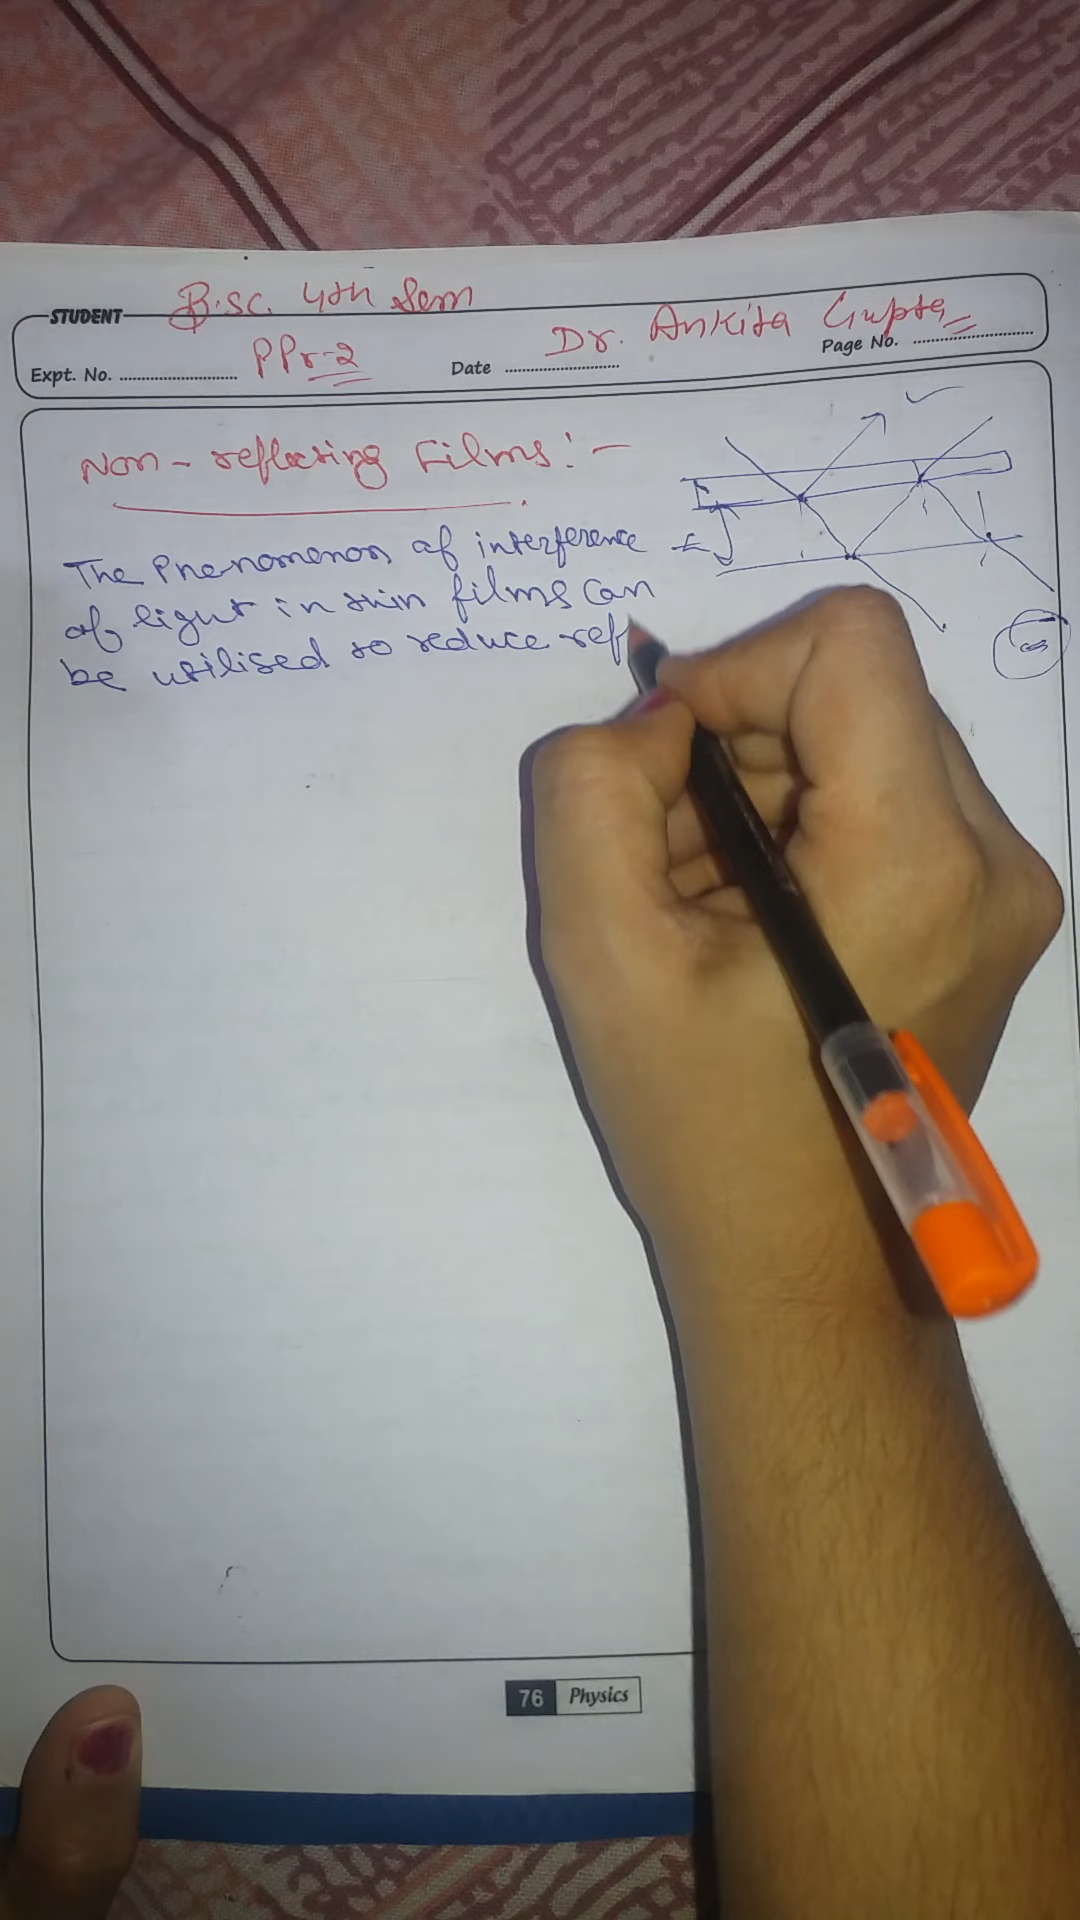 B.sc. 4th Sem
STUDENT
PPr-2
Dr. Ankita Gupta
Expt. No. ........................ Date ........................ Page No. ........................
Non-reflecting Films:-
The Phenomenon of interference
of light in thin films can
be utilised to reduce ref
t
76 Physics